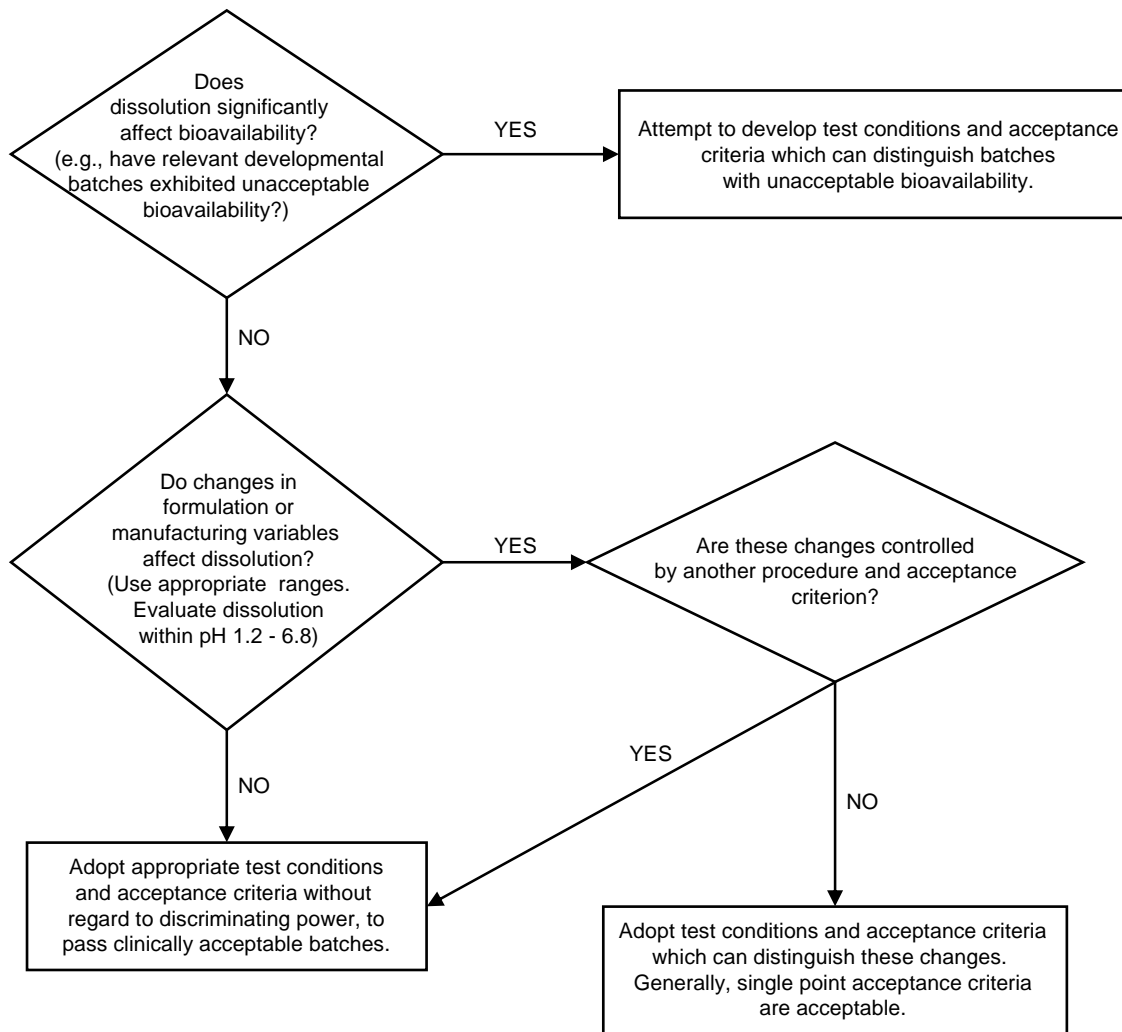 Does
dissolution significantly
affect bioavailability?
(e.g., have relevant developmental
batches exhibited unacceptable
bioavailability?)
YES
Attempt to develop test conditions and acceptance
criteria which can distinguish batches
with unacceptable bioavailability.
NO
Do changes in
formulation or
manufacturing variables
affect dissolution?
(Use appropriate ranges.
Evaluate dissolution
within pH 1.2 - 6.8)
YES
Are these changes controlled
by another procedure and acceptance
criterion?
YES
NO
NO
Adopt appropriate test conditions
and acceptance criteria without
regard to discriminating power, to
pass clinically acceptable batches.
Adopt test conditions and acceptance criteria
which can distinguish these changes.
Generally, single point acceptance criteria
are acceptable.